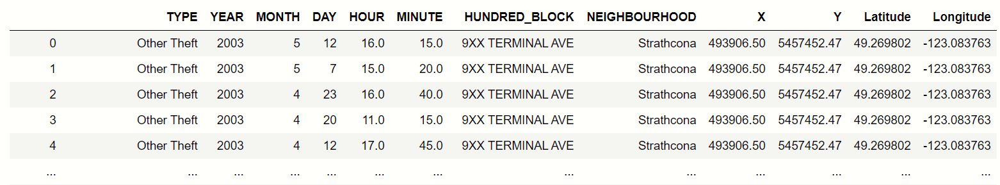 TYPE YEAR MONTH DAY HOUR MINUTE HUNDRED_BLOCK NEIGHBOURHOOD X Y Latitude Longitude
0 Other Theft 2003 5 12 16.0 15.0 9XX TERMINAL AVE Strathcona 493906.50 5457452.47 49.269802 -123.083763
1 Other Theft 2003 5 7 15.0 20.0 9XX TERMINAL AVE Strathcona 493906.50 5457452.47 49.269802 -123.083763
2 Other Theft 2003 4 23 16.0 40.0 9XX TERMINAL AVE Strathcona 493906.50 5457452.47 49.269802 -123.083763
3 Other Theft 2003 4 20 11.0 15.0 9XX TERMINAL AVE Strathcona 493906.50 5457452.47 49.269802 -123.083763
4 Other Theft 2003 4 12 17.0 45.0 9XX TERMINAL AVE Strathcona 493906.50 5457452.47 49.269802 -123.083763
... ... ... ... ... ... ... ... ... ... ... ... ...